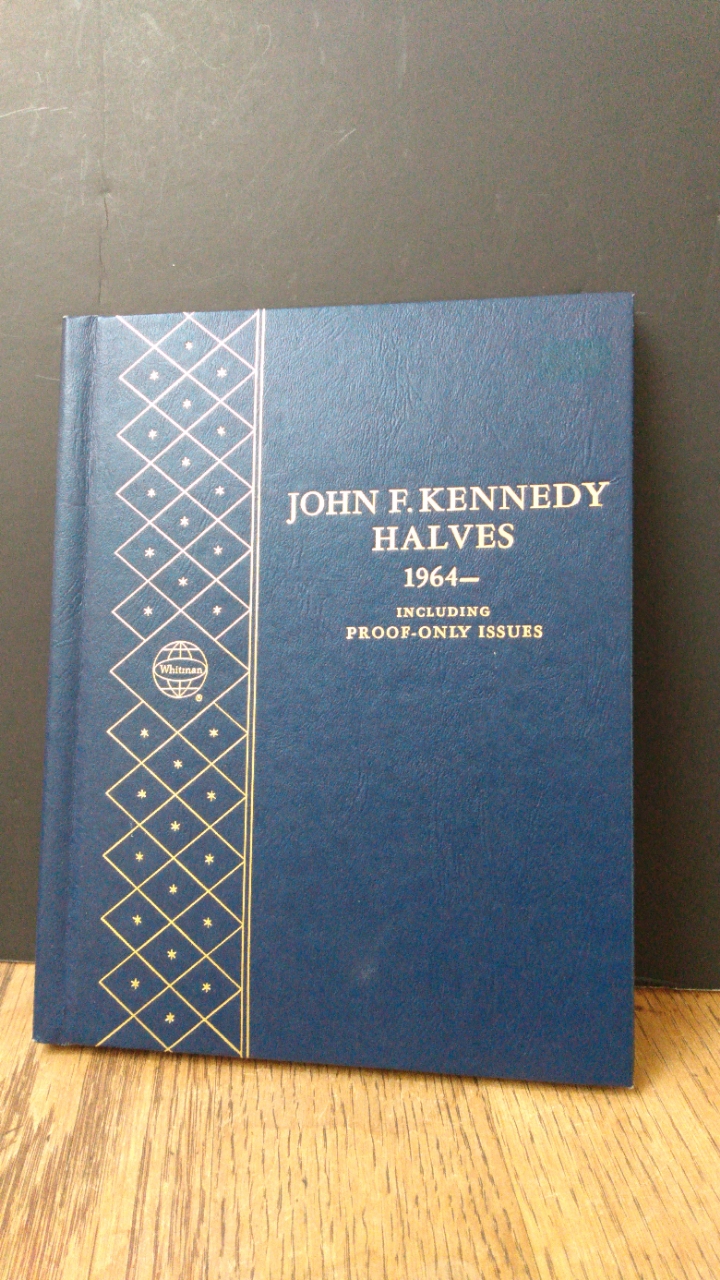 JOHN F. KENNEDY
HALVES
1964—
INCLUDING
PROOF-ONLY ISSUES
Whitman
®